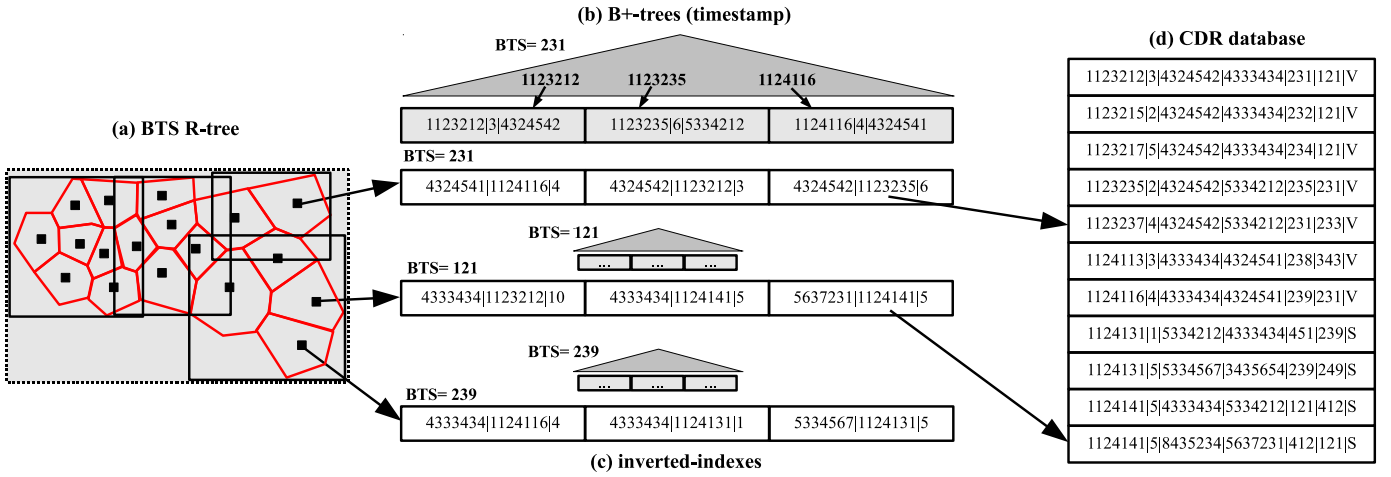 (b) B+-trees (timestamp)
BTS= 231
1123212
1123235
1124116
1123212|3|4324542
1123235|6|5334212
1124116|4|4324541
(a) BTS R-tree
BTS= 231
4324541|1124116|4
4324542|1123212|3
4324542|1123235|6
BTS= 121
... ... ...
BTS= 121
4333434|1123212|10
4333434|1124141|5
5637231|1124141|5
BTS= 239
... ... ...
BTS= 239
4333434|1124116|4
4333434|1124131|1
5334567|1124131|5
(c) inverted-indexes
(d) CDR database
1123212|3|4324542|4333434|231|121|V
1123215|2|4324542|4333434|232|121|V
1123217|5|4324542|4333434|234|121|V
1123235|2|4324542|5334212|235|231|V
1123237|4|4324542|5334212|231|233|V
1124113|3|4333434|4324541|238|343|V
1124116|4|4333434|4324541|239|231|V
1124131|1|5334212|4333434|451|239|S
1124131|5|5334567|3435654|239|249|S
1124141|5|4333434|5334212|121|412|S
1124141|5|8435234|5637231|412|121|S